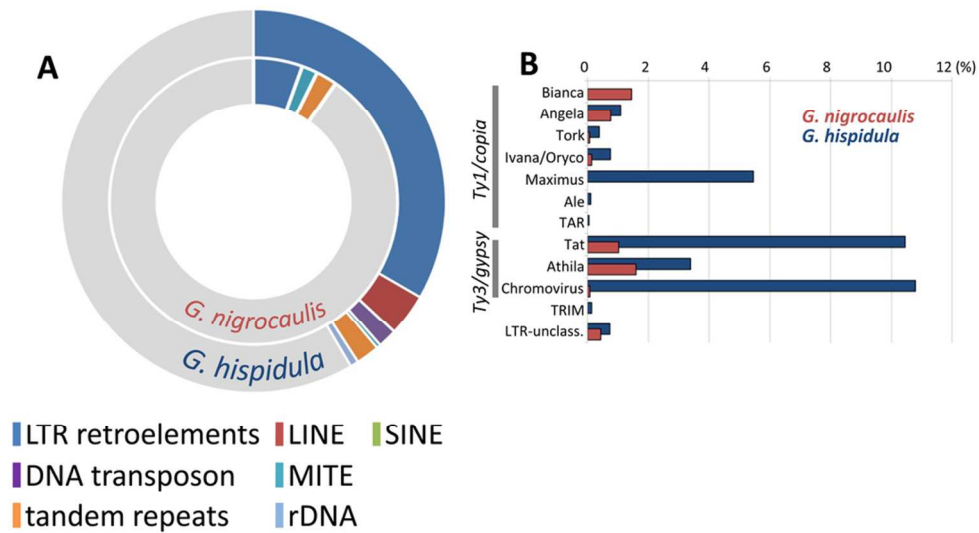 A
G. nigrocaulis
G. hispidula
LTR retroelements
LINE
SINE
DNA transposon
MITE
tandem repeats
rDNA
B
0 2 4 6 8 10 12 (%)
Ty1/copia
Bianca
Angela
Tork
Ivana/Oryco
Maximus
Ale
TAR
Ty3/gypsy
Tat
Athila
Chromovirus
TRIM
LTR-unclass.
G. nigrocaulis
G. hispidula